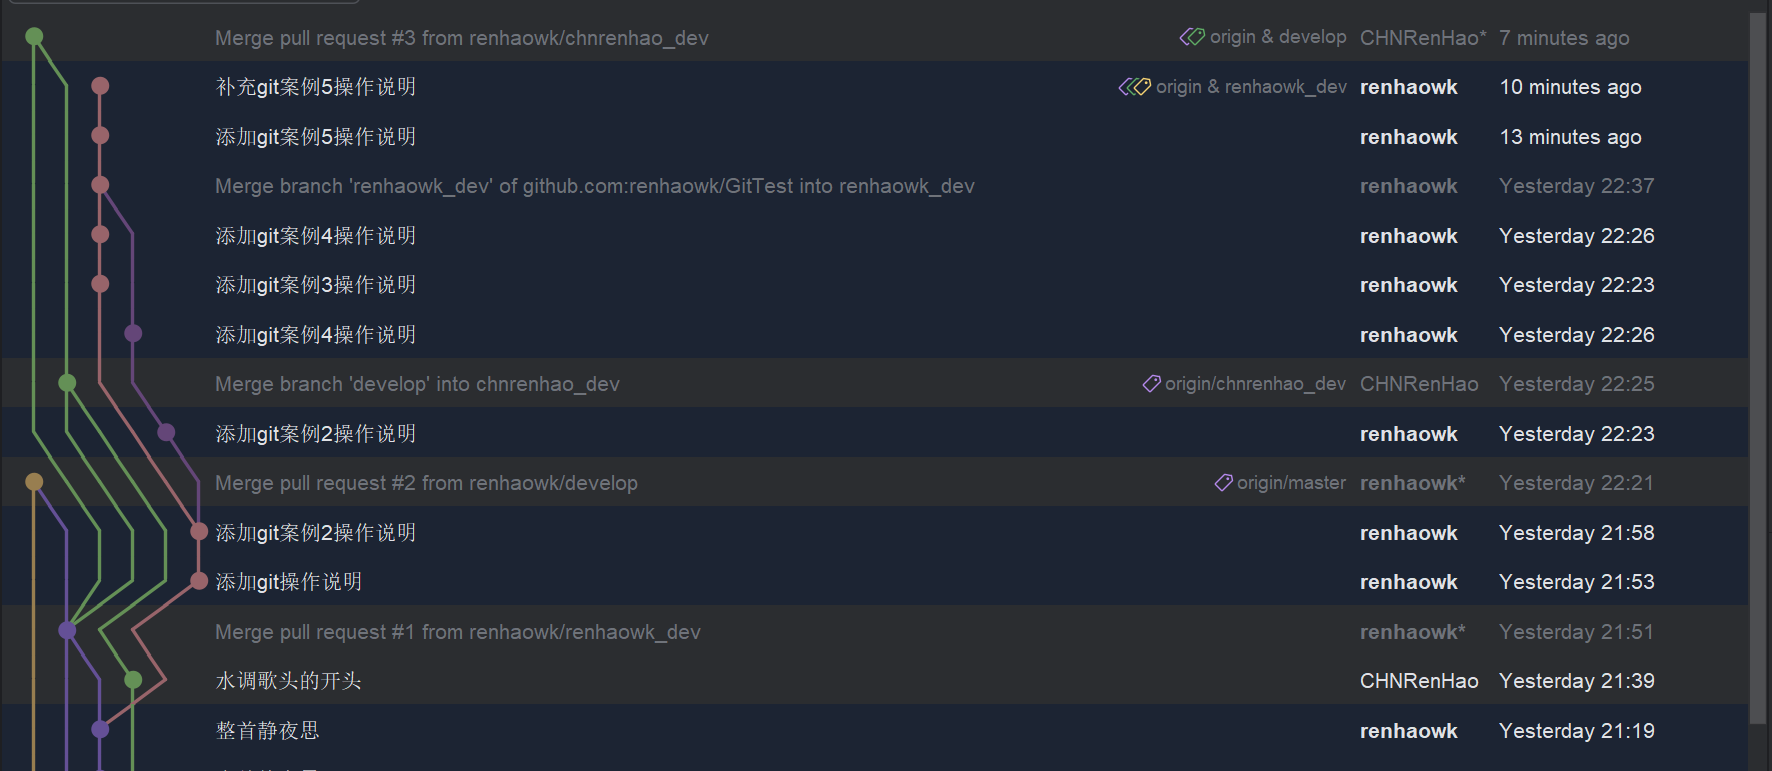 Merge pull request #3 from renhaowk/chnrenhao_dev origin & develop CHNRenHao* 7 minutes ago
补充git案例5操作说明 origin & renhaowk_dev renhaowk 10 minutes ago
添加git案例5操作说明 renhaowk 13 minutes ago
Merge branch 'renhaowk_dev' of github.com:renhaowk/GitTest into renhaowk_dev renhaowk Yesterday 22:37
添加git案例4操作说明 renhaowk Yesterday 22:26
添加git案例3操作说明 renhaowk Yesterday 22:23
添加git案例4操作说明 renhaowk Yesterday 22:26
Merge branch 'develop' into chnrenhao_dev origin/chnrenhao_dev CHNRenHao Yesterday 22:25
添加git案例2操作说明 renhaowk Yesterday 22:23
Merge pull request #2 from renhaowk/develop origin/master renhaowk* Yesterday 22:21
添加git案例2操作说明 renhaowk Yesterday 21:58
添加git操作说明 renhaowk Yesterday 21:53
Merge pull request #1 from renhaowk/renhaowk_dev renhaowk* Yesterday 21:51
水调歌头的开头 CHNRenHao Yesterday 21:39
整首静夜思 renhaowk Yesterday 21:19